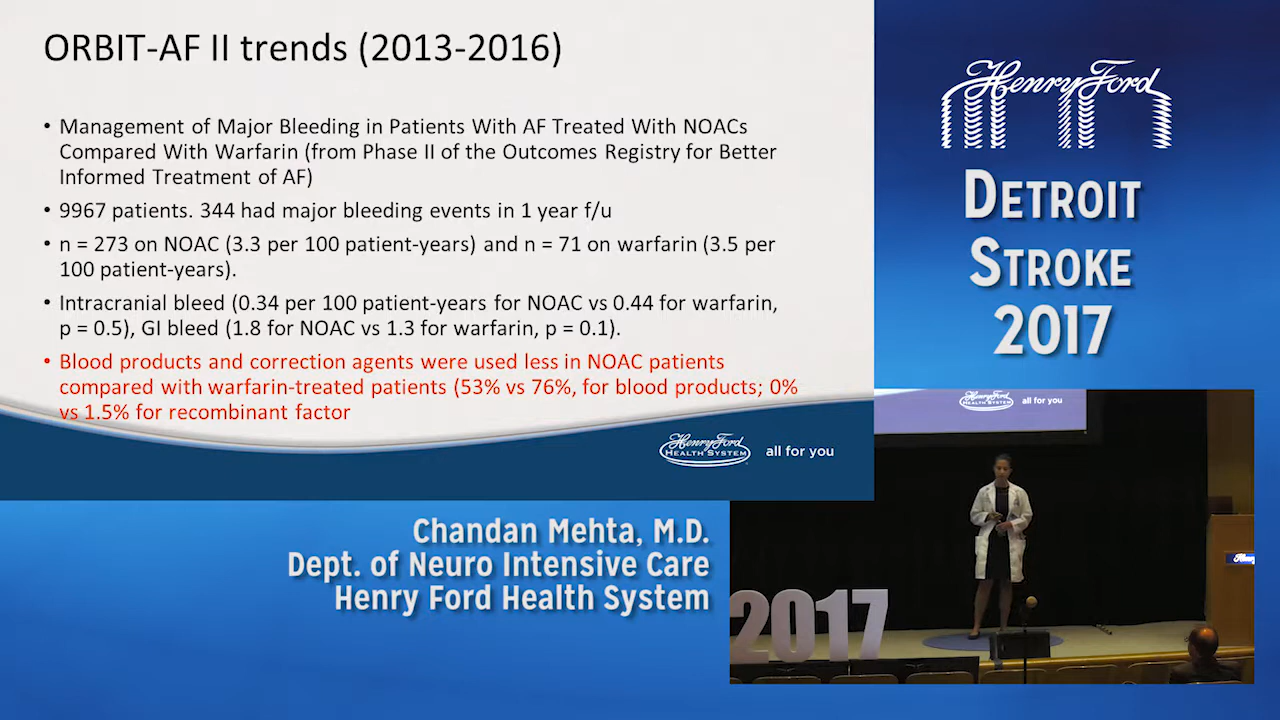 ORBIT-AF II trends (2013-2016)
• Management of Major Bleeding in Patients With AF Treated With NOACs
Compared With Warfarin (from Phase II of the Outcomes Registry for Better
Informed Treatment of AF)
• 9967 patients. 344 had major bleeding events in 1 year f/u
• n = 273 on NOAC (3.3 per 100 patient-years) and n = 71 on warfarin (3.5 per
100 patient-years).
• Intracranial bleed (0.34 per 100 patient-years for NOAC vs 0.44 for warfarin,
p = 0.5), GI bleed (1.8 for NOAC vs 1.3 for warfarin, p = 0.1).
• Blood products and correction agents were used less in NOAC patients
compared with warfarin-treated patients (53% vs 76%, for blood products; 0%
vs 1.5% for recombinant factor
Henry Ford
HEALTH SYSTEM
all for you
Henry Ford
DETROIT
STROKE
2017
Henry Ford
HEALTH SYSTEM
all for you
2017
Chandan Mehta, M.D.
Dept. of Neuro Intensive Care
Henry Ford Health System